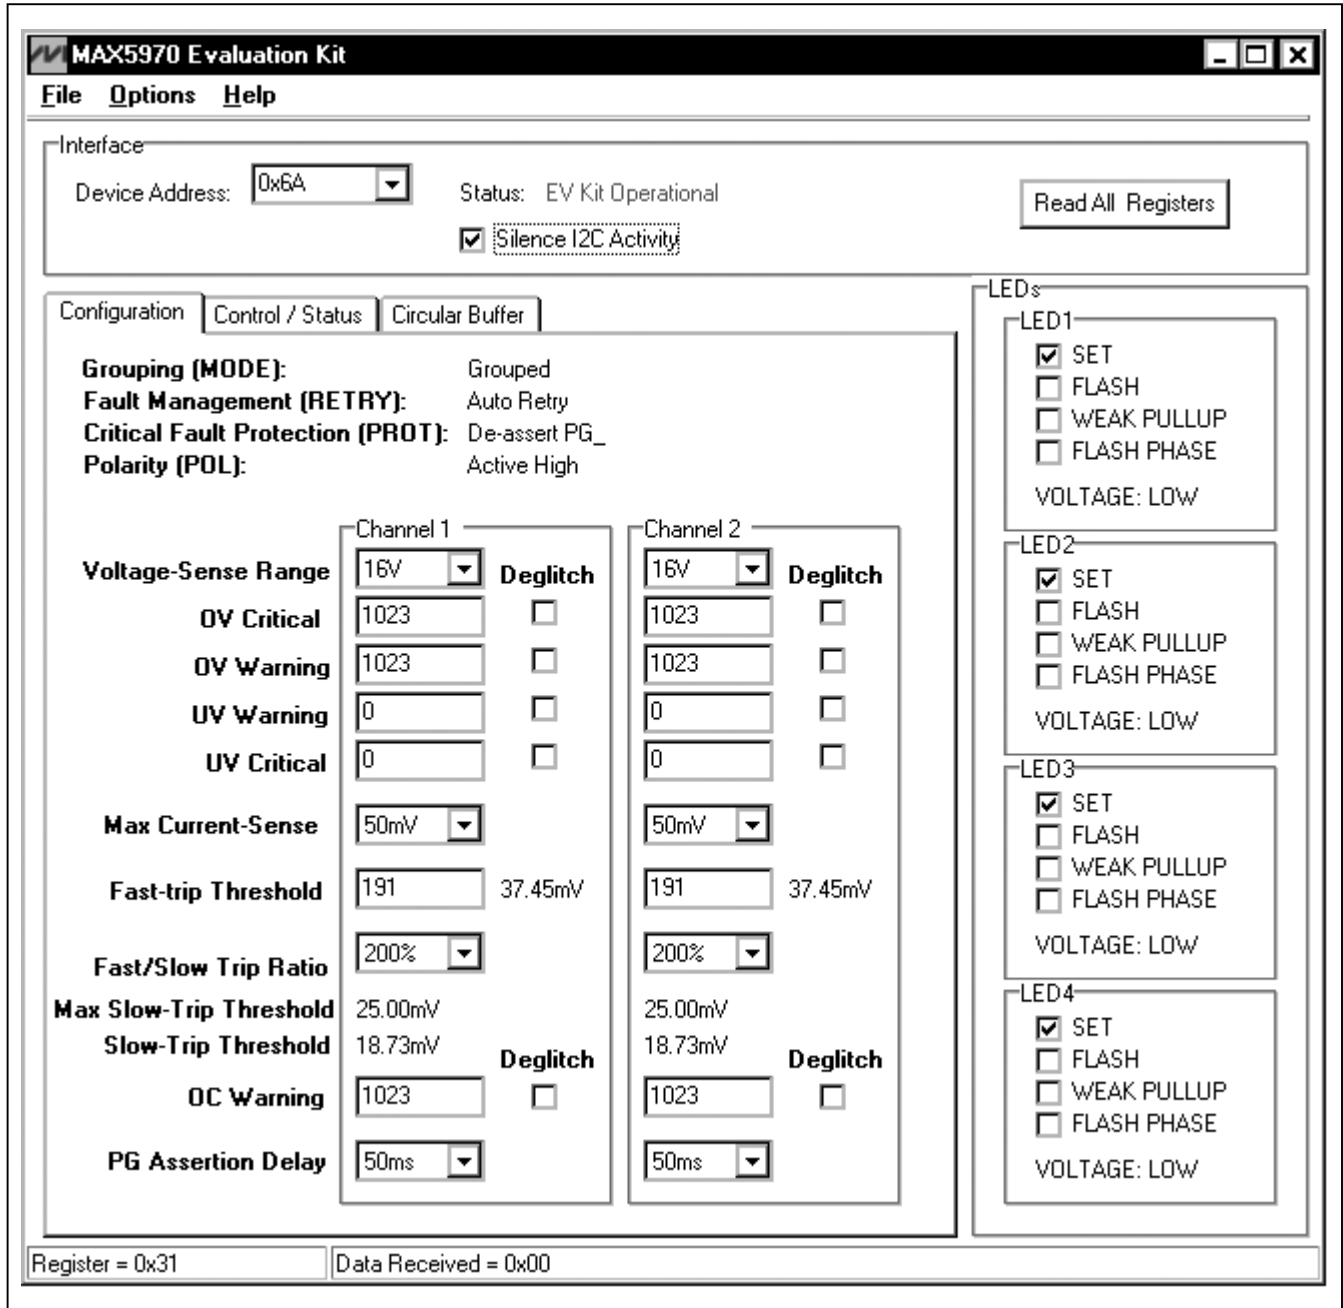 MAX5970 Evaluation Kit
File Options Help
Interface
Device Address: 0x6A Status: EV Kit Operational Read All Registers
Silence I2C Activity
Configuration Control / Status Circular Buffer
Grouping (MODE): Grouped
Fault Management (RETRY): Auto Retry
Critical Fault Protection (PROT): De-assert PG_
Polarity (POL): Active High
Channel 1 Channel 2
Voltage-Sense Range 16V Deglitch 16V Deglitch
OV Critical 1023 1023
OV Warning 1023 1023
UV Warning 0 0
UV Critical 0 0
Max Current-Sense 50mV 50mV
Fast-trip Threshold 191 37.45mV 191 37.45mV
Fast/Slow Trip Ratio 200% 200%
Max Slow-Trip Threshold 25.00mV 25.00mV
Slow-Trip Threshold 18.73mV 18.73mV
Deglitch Deglitch
OC Warning 1023 1023
PG Assertion Delay 50ms 50ms
LEDs
LED1
SET
FLASH
WEAK PULLUP
FLASH PHASE
VOLTAGE: LOW
LED2
SET
FLASH
WEAK PULLUP
FLASH PHASE
VOLTAGE: LOW
LED3
SET
FLASH
WEAK PULLUP
FLASH PHASE
VOLTAGE: LOW
LED4
SET
FLASH
WEAK PULLUP
FLASH PHASE
VOLTAGE: LOW
Register = 0x31 Data Received = 0x00